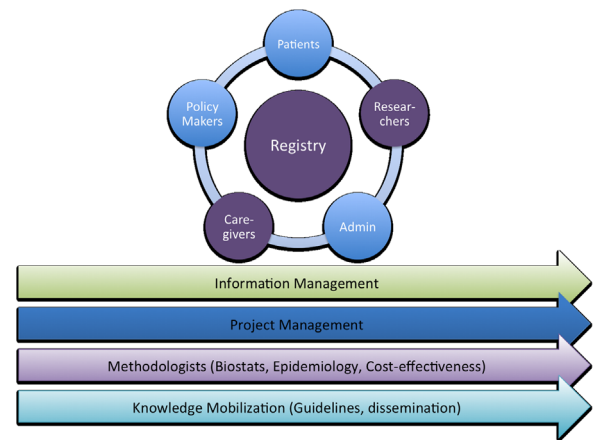 Patients
Policy
Makers
Resear-
chers
Registry
Care-
givers
Admin
Information Management
Project Management
Methodologists (Biostats, Epidemiology, Cost-effectiveness)
Knowledge Mobilization (Guidelines, dissemination)